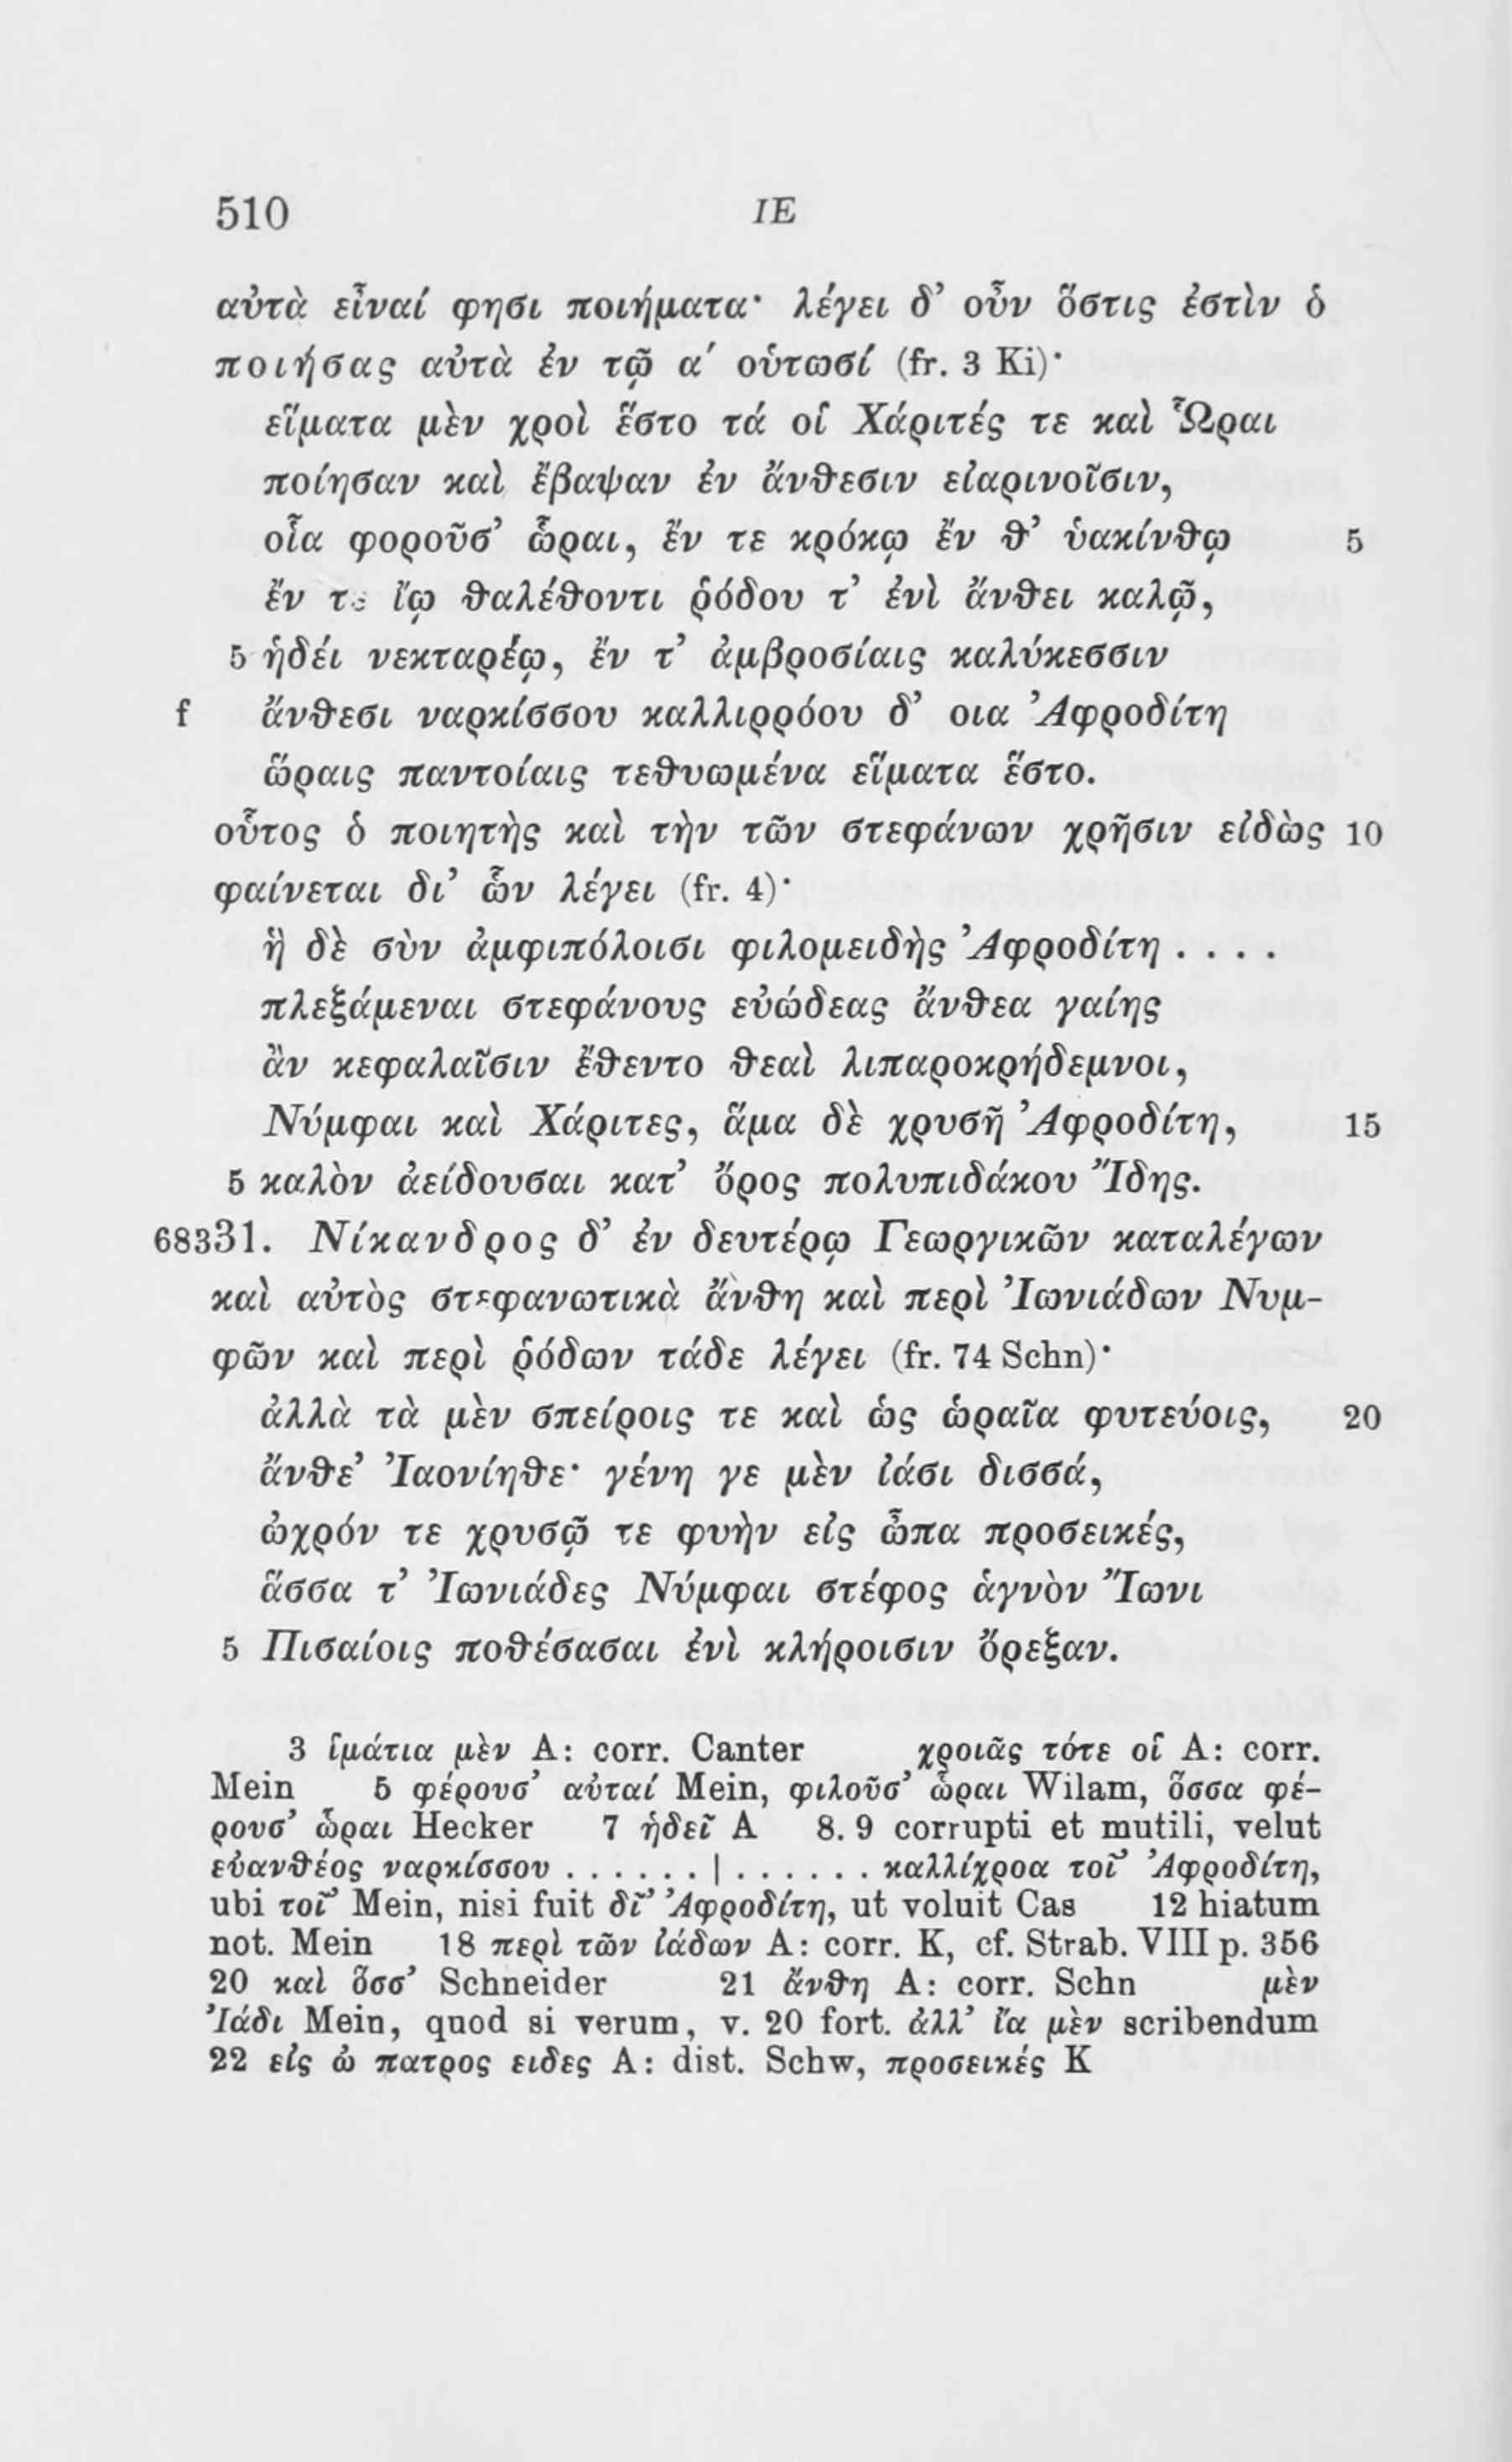 510 ΙΕ
αὐτὰ εἶναί φησι ποιήματα· λέγει δ’ οὖν ὅστις ἐστὶν ὁ
ποιήσας αὐτὰ ἐν τῷ α΄ οὑτωσί (fr. 3 Ki)·
εἵματα μὲν χροὶ ἕστο τά οἱ Χάριτές τε καὶ Ὧραι
ποίησαν καὶ ἔβαψαν ἐν ἄνθεσιν εἰαρινοῖσιν,
οἷα φοροῦσ’ ὧραι, ἔν τε κρόκῳ ἔν θ’ ὑακίνθῳ 5
ἔν τε ἴῳ θαλέθοντι ῥόδου τ’ ἐνὶ ἄνθει καλῷ,
5 ἡδέι νεκταρέῳ, ἔν τ’ ἀμβροσίαις καλύκεσσιν
f ἄνθεσι ναρκίσσου καλλιρρόου δ’ οια Ἀφροδίτη
ὥραις παντοίαις τεθυωμένα εἵματα ἕστο.
οὗτος ὁ ποιητὴς καὶ τὴν τῶν στεφάνων χρῆσιν εἰδὼς 10
φαίνεται δι’ ὧν λέγει (fr. 4)·
ἣ δὲ σὺν ἀμφιπόλοισι φιλομειδὴς Ἀφροδίτη . . . .
πλεξάμεναι στεφάνους εὐώδεας ἄνθεα γαίης
ἂν κεφαλαῖσιν ἔθεντο θεαὶ λιπαροκρήδεμνοι,
Νύμφαι καὶ Χάριτες, ἅμα δὲ χρυσῆ Ἀφροδίτη, 15
5 καλὸν ἀείδουσαι κατ’ ὄρος πολυπιδάκου Ἴδης.
683 31. Νίκανδρος δ’ ἐν δευτέρῳ Γεωργικῶν καταλέγων
καὶ αὐτὸς στεφανωτικὰ ἄνθη καὶ περὶ Ἰωνιάδων Νυμ-
φῶν καὶ περὶ ῥόδων τάδε λέγει (fr. 74 Schn)·
ἀλλὰ τὰ μὲν σπείροις τε καὶ ὡς ὡραῖα φυτεύοις, 20
ἄνθε’ Ἰαονίηθε· γένη γε μὲν ἰάσι δισσά,
ὠχρόν τε χρυσῷ τε φυὴν εἰς ὦπα προσεικές,
ἅσσα τ’ Ἰωνιάδες Νύμφαι στέφος ἁγνὸν Ἴωνι
5 Πισαίοις ποθέσασαι ἐνὶ κλήροισιν ὄρεξαν.
3 ἱμάτια μὲν A: corr. Canter χροιᾶς τότε οἱ A: corr.
Mein 5 φέρουσ’ αὐταί Mein, φιλοῦσ’ ὧραι Wilam, ὅσσα φέ-
ρουσ’ ὧραι Hecker 7 ἡδεῖ A 8. 9 corrupti et mutili, velut
εὐανθέος ναρκίσσου . . . . . . | . . . . . . καλλίχροα τοῖ’ Ἀφροδίτη,
ubi τοῖ’ Mein, nisi fuit δῖ’ Ἀφροδίτη, ut voluit Cas 12 hiatum
not. Mein 18 περὶ τῶν ἰάδων A: corr. K, cf. Strab. VIII p. 356
20 καὶ ὅσσ’ Schneider 21 ἄνθη A: corr. Schn μὲν
Ἰάδι Mein, quod si verum, v. 20 fort. ἀλλ’ ἴα μὲν scribendum
22 εἰς ὠ πατρος ειδες A: dist. Schw, προσεικές K